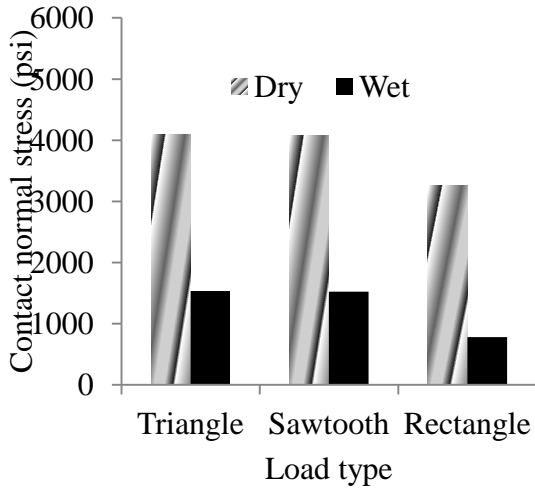 Contact normal stress (psi)
6000
5000
4000
3000
2000
1000
0
Dry Wet
Triangle Sawtooth Rectangle
Load type